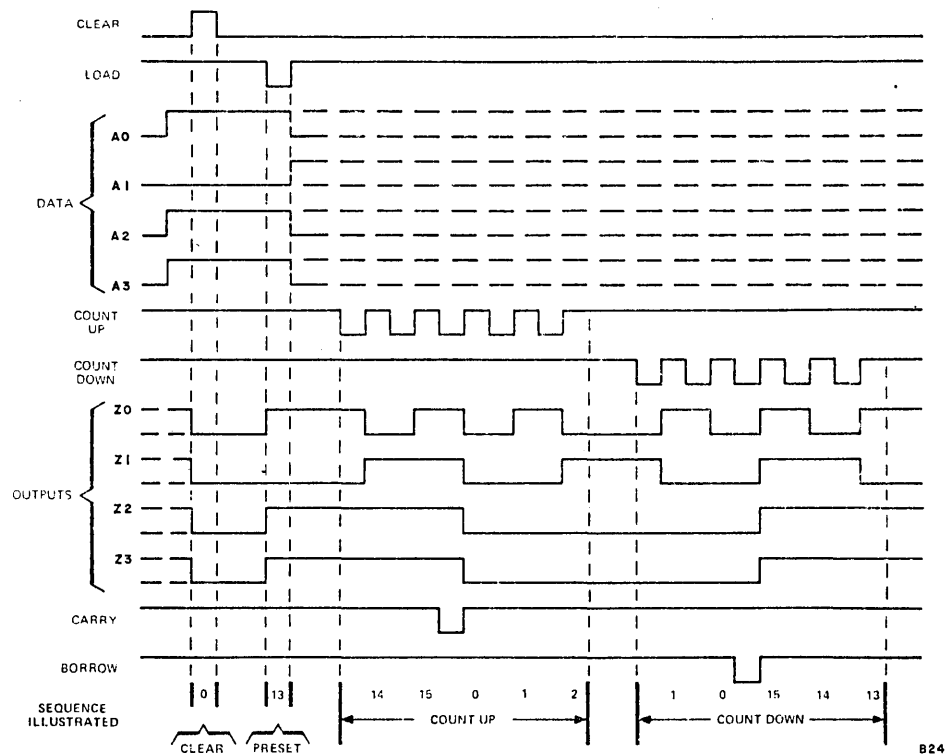 CLEAR
LOAD
DATA
A0
A1
A2
A3
COUNT
UP
COUNT
DOWN
OUTPUTS
Z0
Z1
Z2
Z3
CARRY
BORROW
SEQUENCE
ILLUSTRATED
0 13 14 15 0 1 2 1 0 15 14 13
COUNT UP COUNT DOWN
CLEAR PRESET
B24